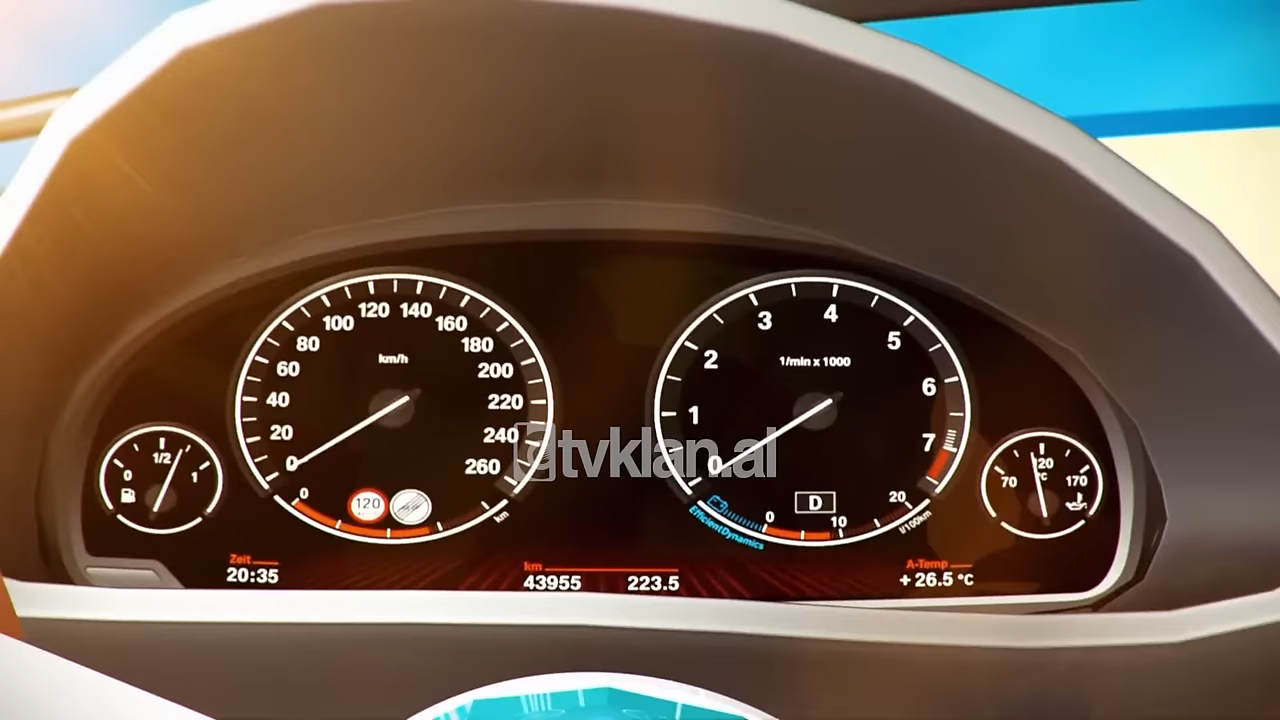 120 140
100 160
80 180
60 200
40 220
20 240
0 260
km/h
0 1/2 1
0 120 km
3 4
2 5
1 6
0 7
1/min x 1000
D
0 10 20
l/100km
EfficientDynamics
70 120 170
°C
tvklan.al
Zeit
20:35
km
43955 223.5
A-Temp
+ 26.5 °C